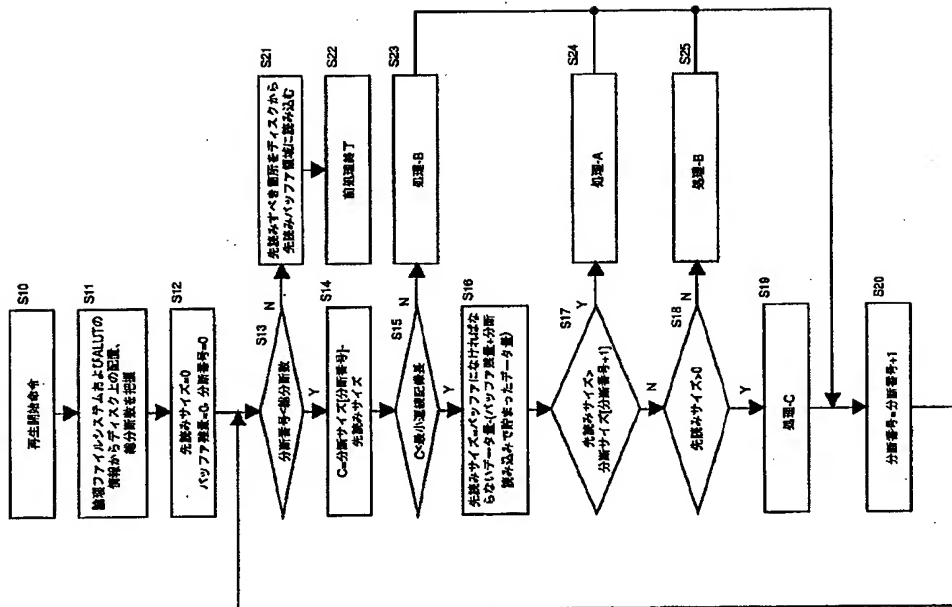 S10
再生開始命令
S11
論理ファイルシステムおよびALUTの
情報からディスク上の配置、
総分断数を把握
S12
先読みサイズ=0
バッファ残量=0、分断番号=0
S13
分断番号<総分断数
N
Y
S21
先読みすべき箇所をディスクから
先読みバッファ領域に読み込む
S22
前処理終了
S14
C=分断サイズ[分断番号]-
先読みサイズ
S15
C<最小連続記録長
N
Y
S23
処理-B
S16
先読みサイズ=バッファになければな
らないデータ量-(バッファ残量+分断
読み込みで貯まったデータ量)
S17
先読みサイズ>
分断サイズ[分断番号+1]
Y
N
S24
処理-A
S18
先読みサイズ>0
N
Y
S25
処理-B
S19
処理-C
S20
分断番号=分断番号+1